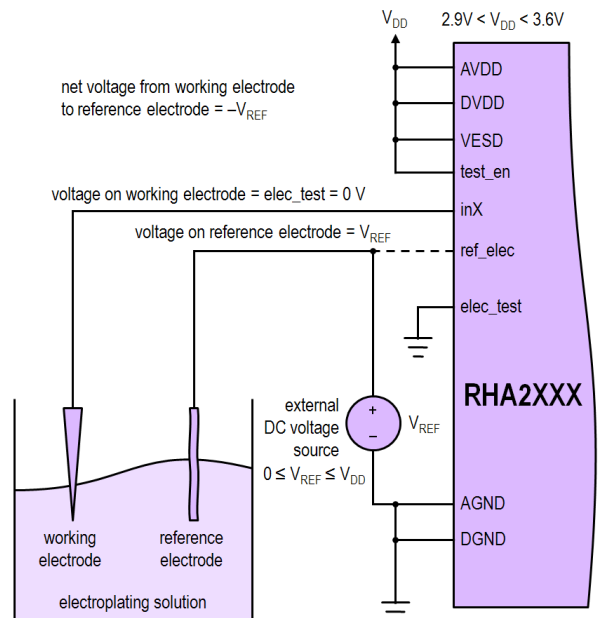 V_DD
2.9V < V_DD < 3.6V
net voltage from working electrode
to reference electrode = –V_REF
AVDD
DVDD
VESD
test_en
voltage on working electrode = elec_test = 0 V
inX
voltage on reference electrode = V_REF
ref_elec
elec_test
RHA2XXX
external
DC voltage
source
0 ≤ V_REF ≤ V_DD
+
–
V_REF
AGND
DGND
working
electrode
reference
electrode
electroplating solution